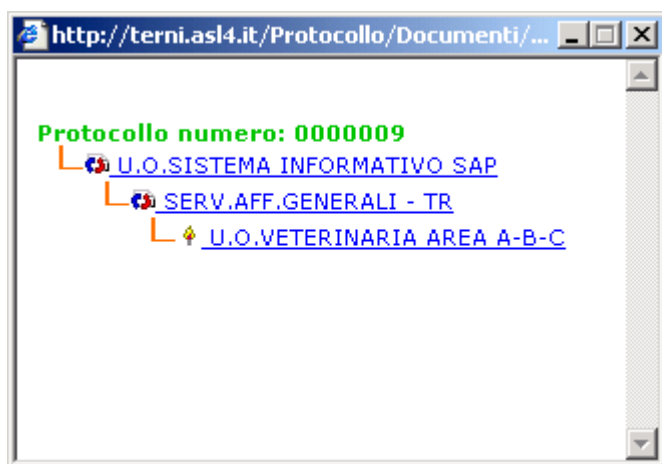 http://terni.asl4.it/Protocollo/Documenti/...
Protocollo numero: 0000009
U.O.SISTEMA INFORMATIVO SAP
SERV.AFF.GENERALI - TR
U.O.VETERINARIA AREA A-B-C